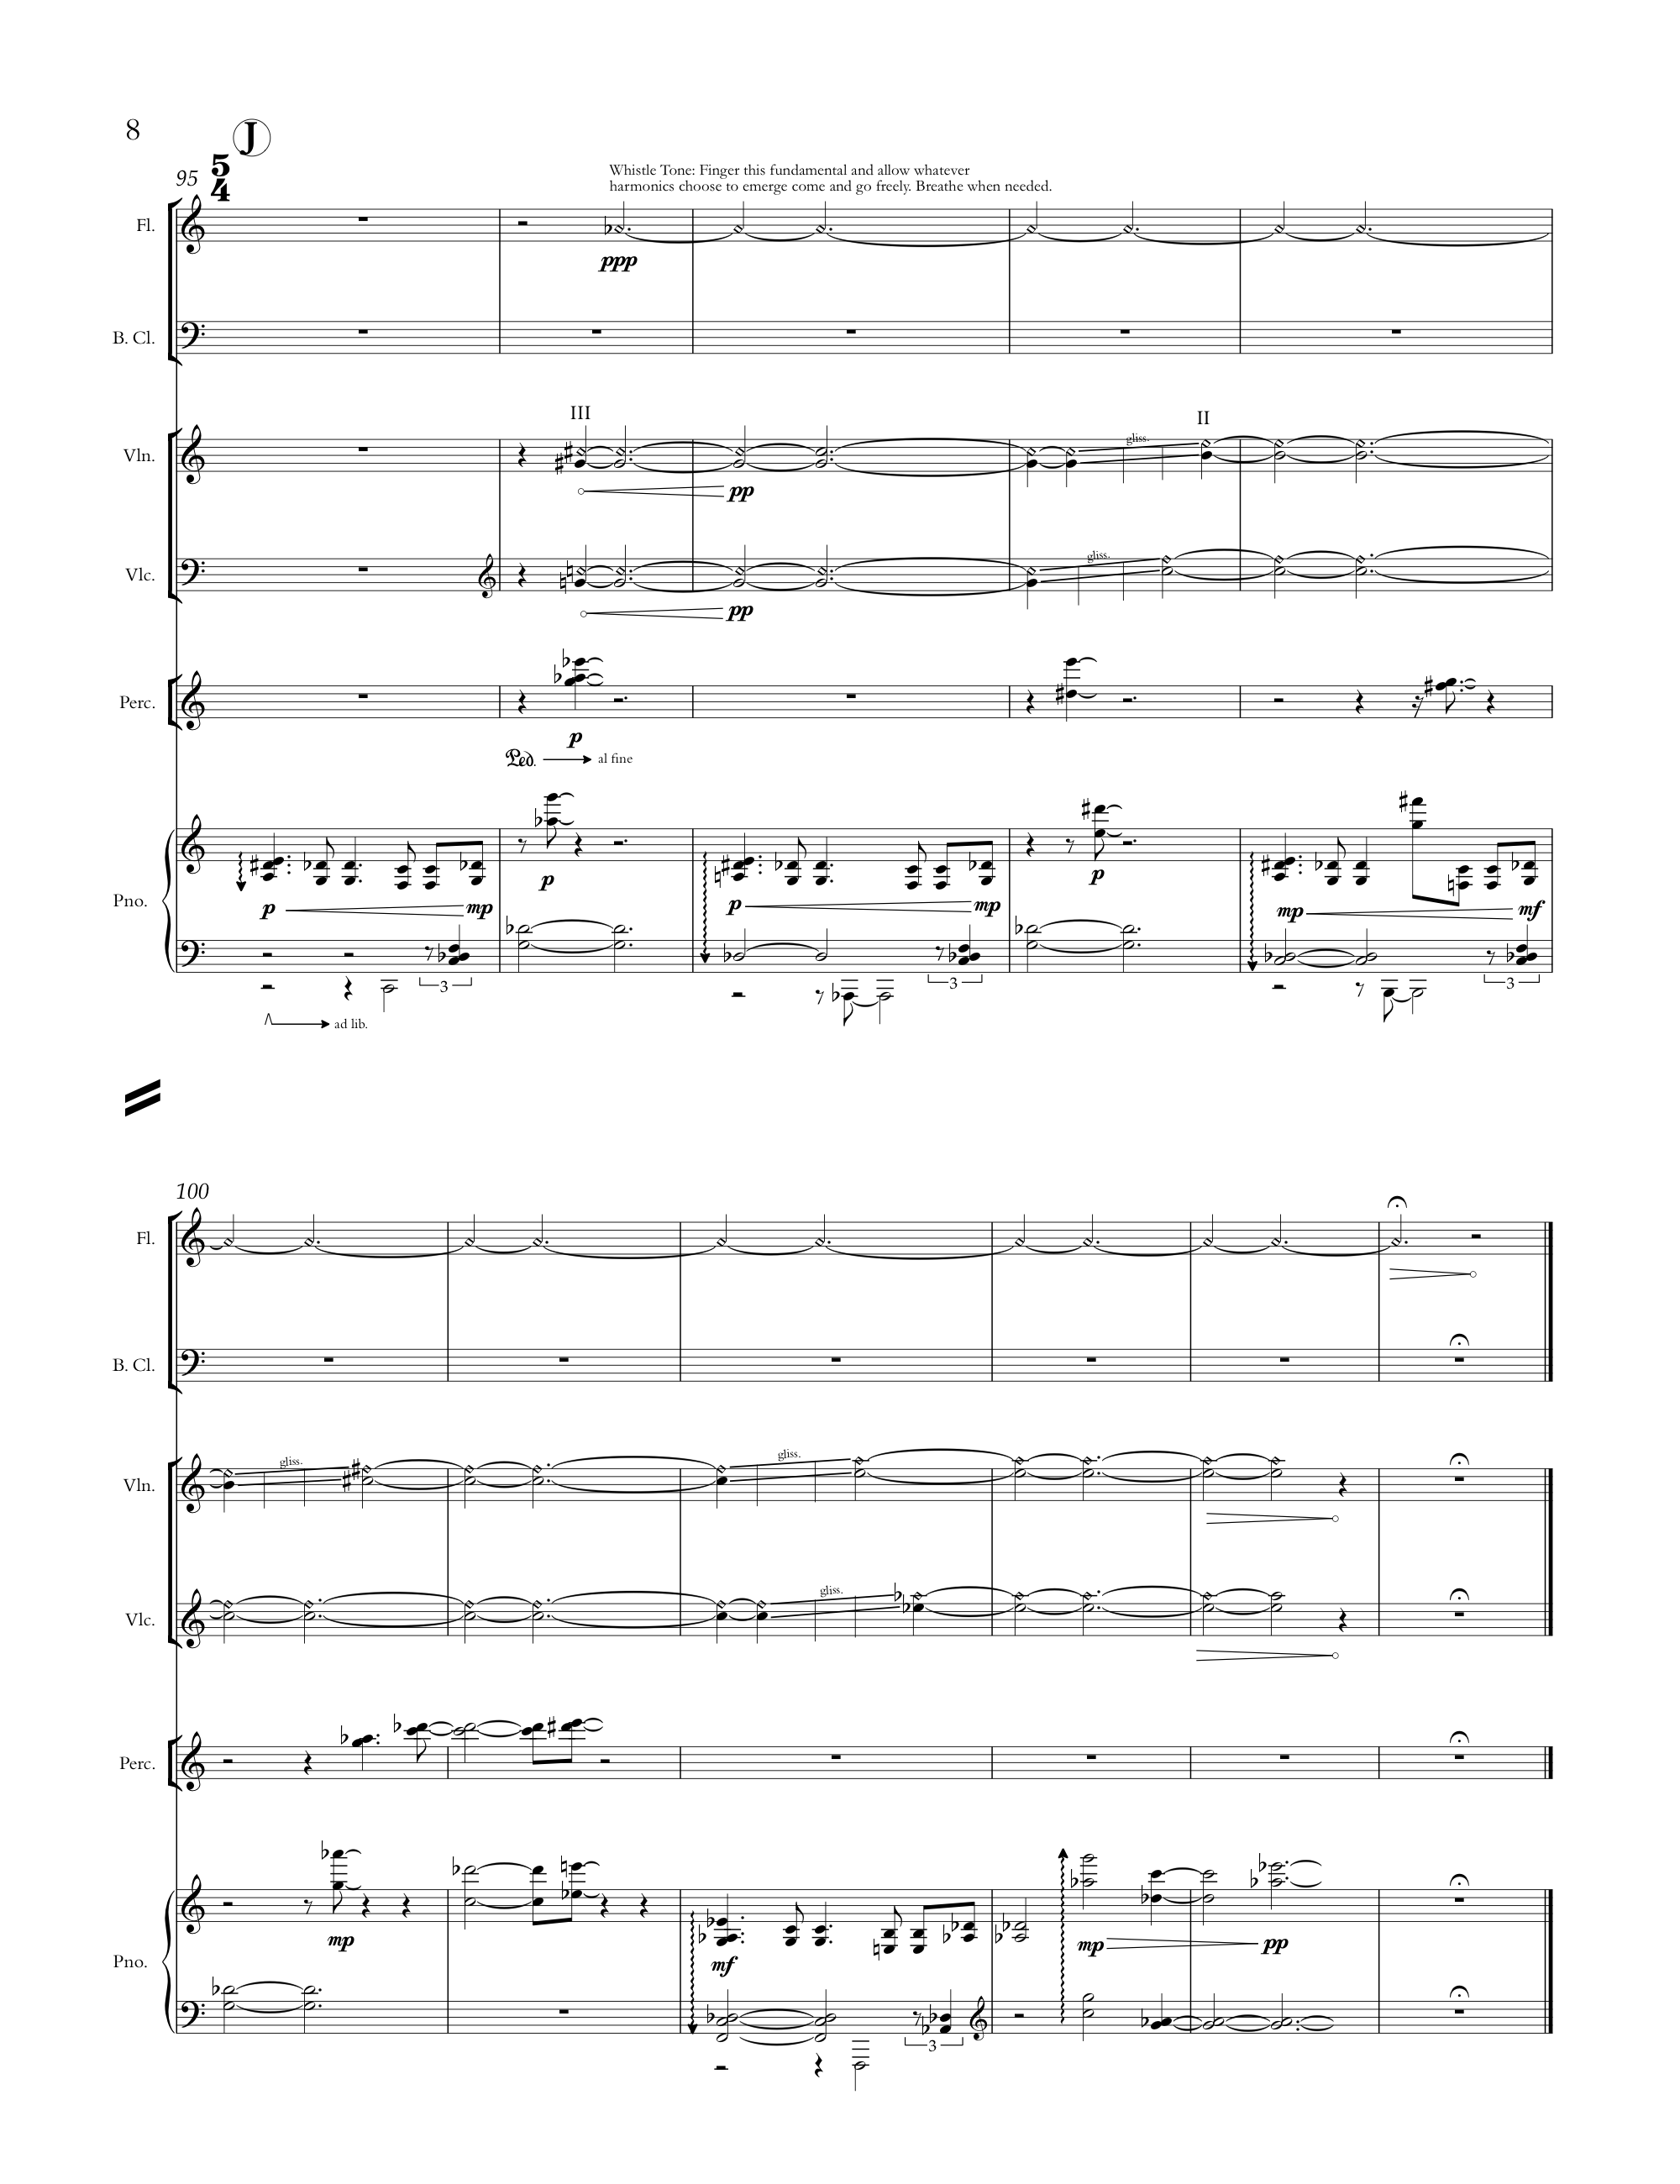 8
J
95
5
4
Whistle Tone: Finger this fundamental and allow whatever
harmonics choose to emerge come and go freely. Breathe when needed.
Fl.
ppp
B. Cl.
III
II
Vln.
gliss.
pp
Vlc.
gliss.
pp
Perc.
p
Ped. al fine
Pno.
p mp p p mp p mp mf
3 3 3
ad lib.
100
Fl.
B. Cl.
Vln.
gliss. gliss.
Vlc.
gliss.
Perc.
Pno.
mp mf mp pp
3